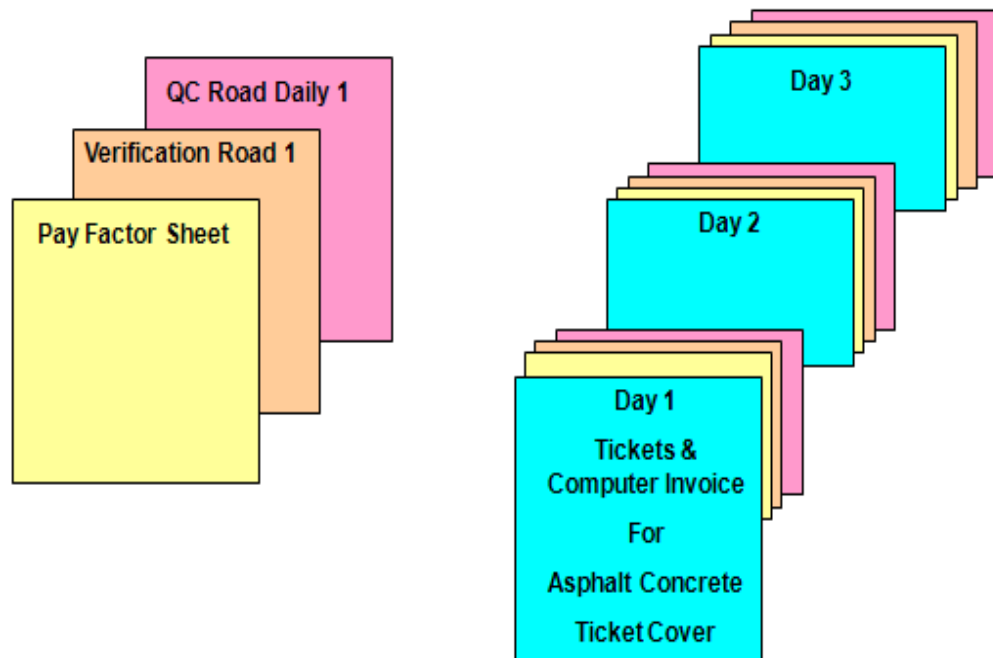 QC Road Daily 1
Verification Road 1
Pay Factor Sheet
Day 3
Day 2
Day 1
Tickets &
Computer Invoice
For
Asphalt Concrete
Ticket Cover